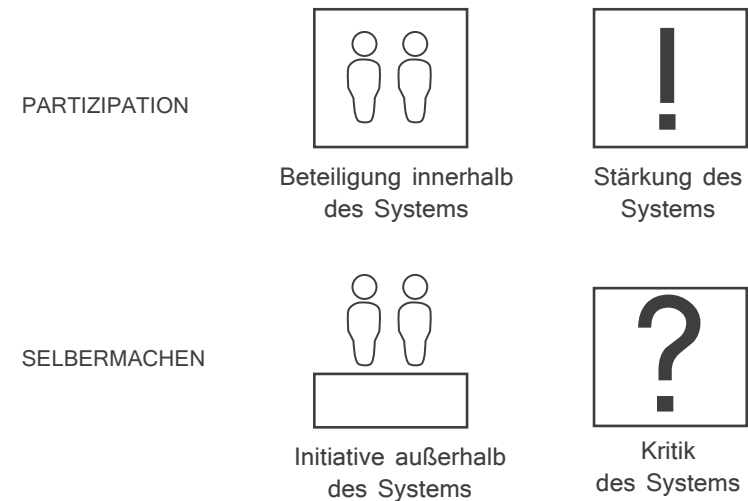 PARTIZIPATION
!
Beteiligung innerhalb
des Systems
Stärkung des
Systems
SELBERMACHEN
?
Initiative außerhalb
des Systems
Kritik
des Systems